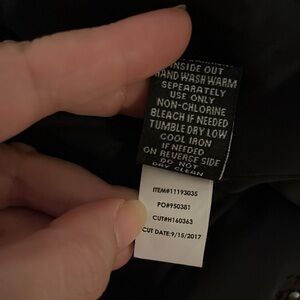 INSIDE OUT
HAND WASH WARM
SEPEARATELY
USE ONLY
NON-CHLORINE
BLEACH IF NEEDED
TUMBLE DRY LOW
COOL IRON
IF NEEDED
ON REVERSE SIDE
DO NOT
DRY CLEAN
ITEM#11193035
PO#950381
CUT#H160363
CUT DATE:9/15/2017